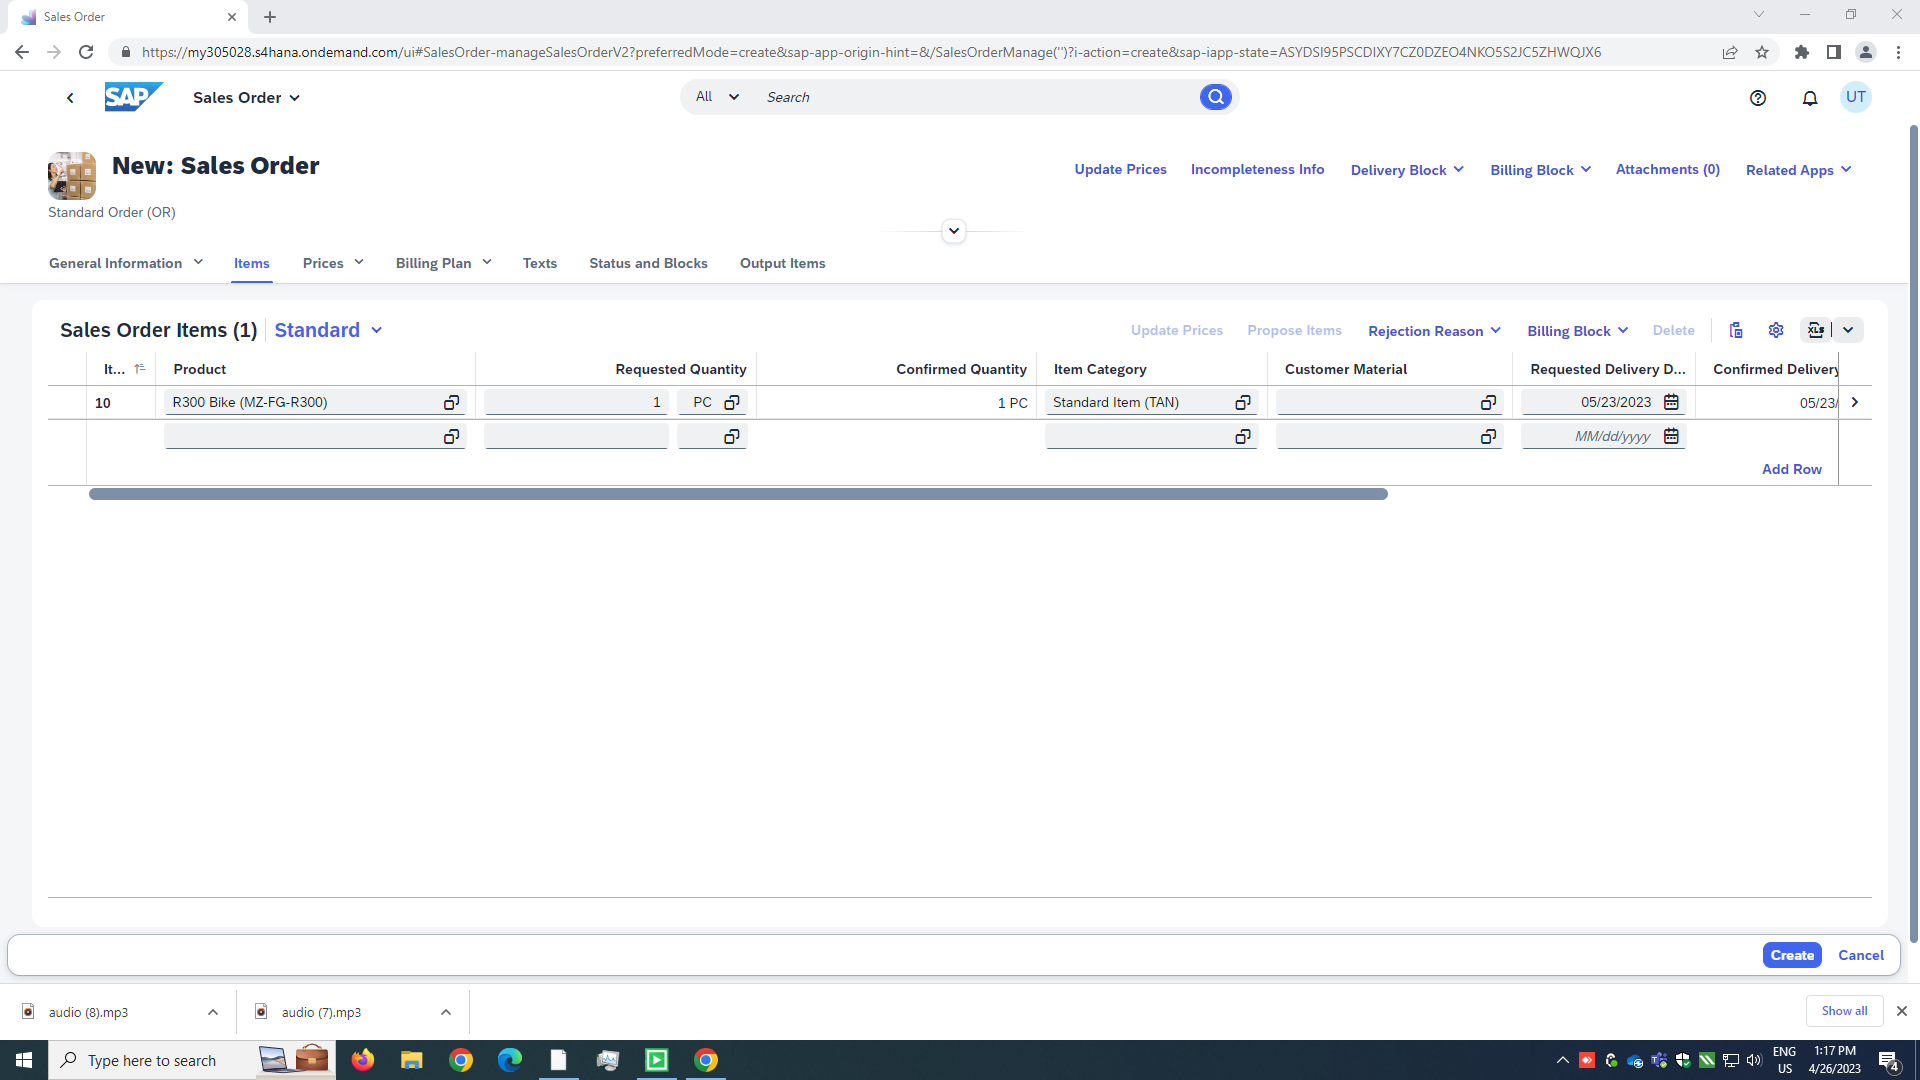 Sales Order
https://my305028.s4hana.ondemand.com/ui#SalesOrder-manageSalesOrderV2?preferredMode=create&sap-app-origin-hint=&/SalesOrderManage('')?i-action=create&sap-iapp-state=ASYDSI95PSCDIXY7CZ0DZEO4NKO5S2JC5ZHWQJX6
SAP Sales Order All Search UT
New: Sales Order
Update Prices Incompleteness Info Delivery Block Billing Block Attachments (0) Related Apps
Standard Order (OR)
General Information Items Prices Billing Plan Texts Status and Blocks Output Items
Sales Order Items (1) Standard Update Prices Propose Items Rejection Reason Billing Block Delete XLS
It... Product Requested Quantity Confirmed Quantity Item Category Customer Material Requested Delivery D... Confirmed Delivery
10 R300 Bike (MZ-FG-R300) 1 PC 1 PC Standard Item (TAN) 05/23/2023 05/23/
MM/dd/yyyy
Add Row
Create Cancel
audio (8).mp3 audio (7).mp3 Show all
Type here to search
ENG 1:17 PM
US 4/26/2023 4